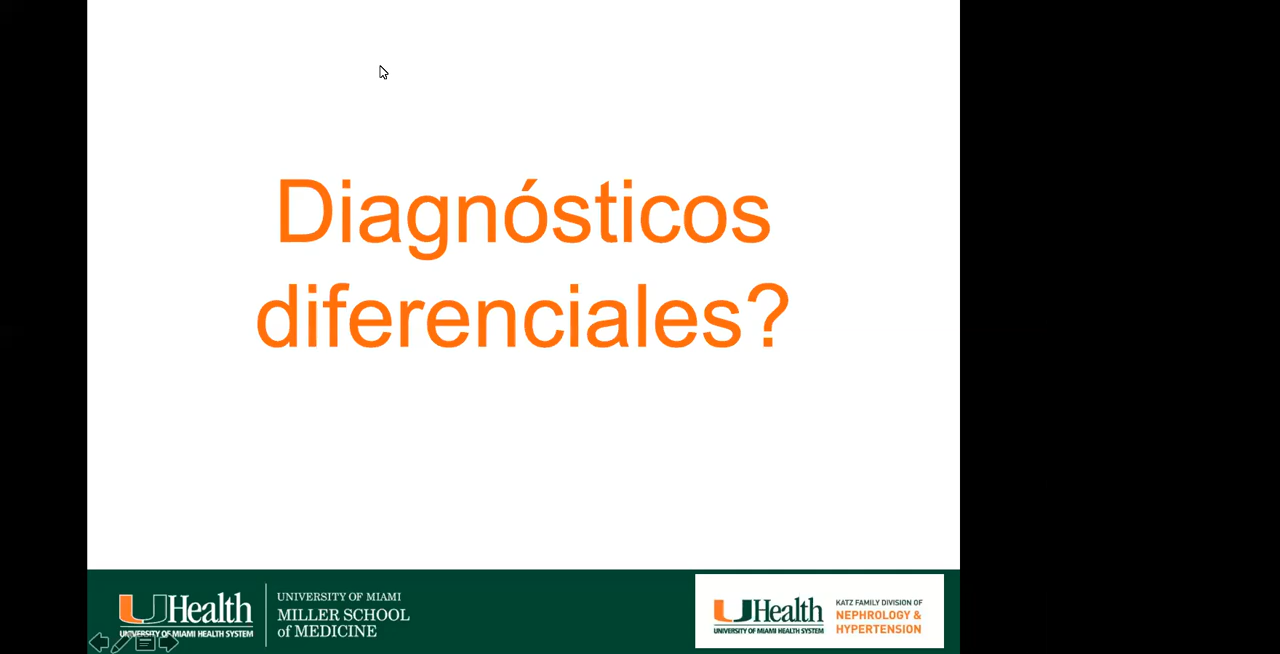 Diagnósticos
diferenciales?
UHealth
UNIVERSITY OF MIAMI HEALTH SYSTEM
UNIVERSITY OF MIAMI
MILLER SCHOOL
of MEDICINE
UHealth
UNIVERSITY OF MIAMI HEALTH SYSTEM
KATZ FAMILY DIVISION OF
NEPHROLOGY &
HYPERTENSION